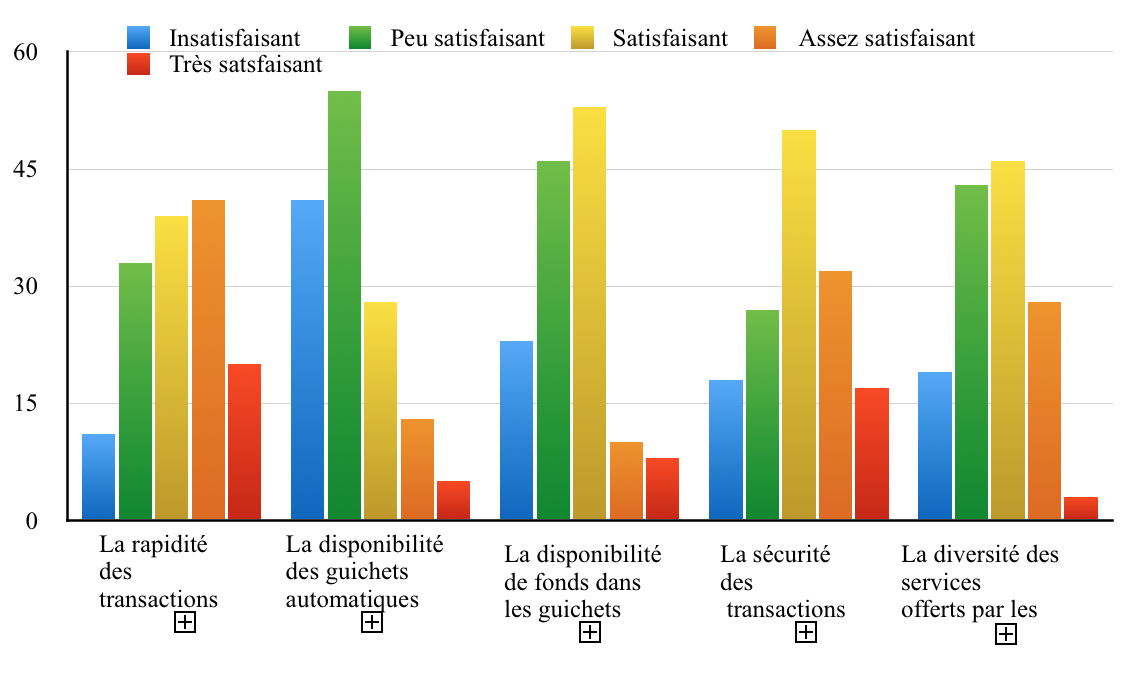 Insatisfaisant Peu satisfaisant Satisfaisant Assez satisfaisant
Très satsfaisant
60
45
30
15
0
La rapidité
des
transactions
La disponibilité
des guichets
automatiques
La disponibilité
de fonds dans
les guichets
La sécurité
des
transactions
La diversité des
services
offerts par les